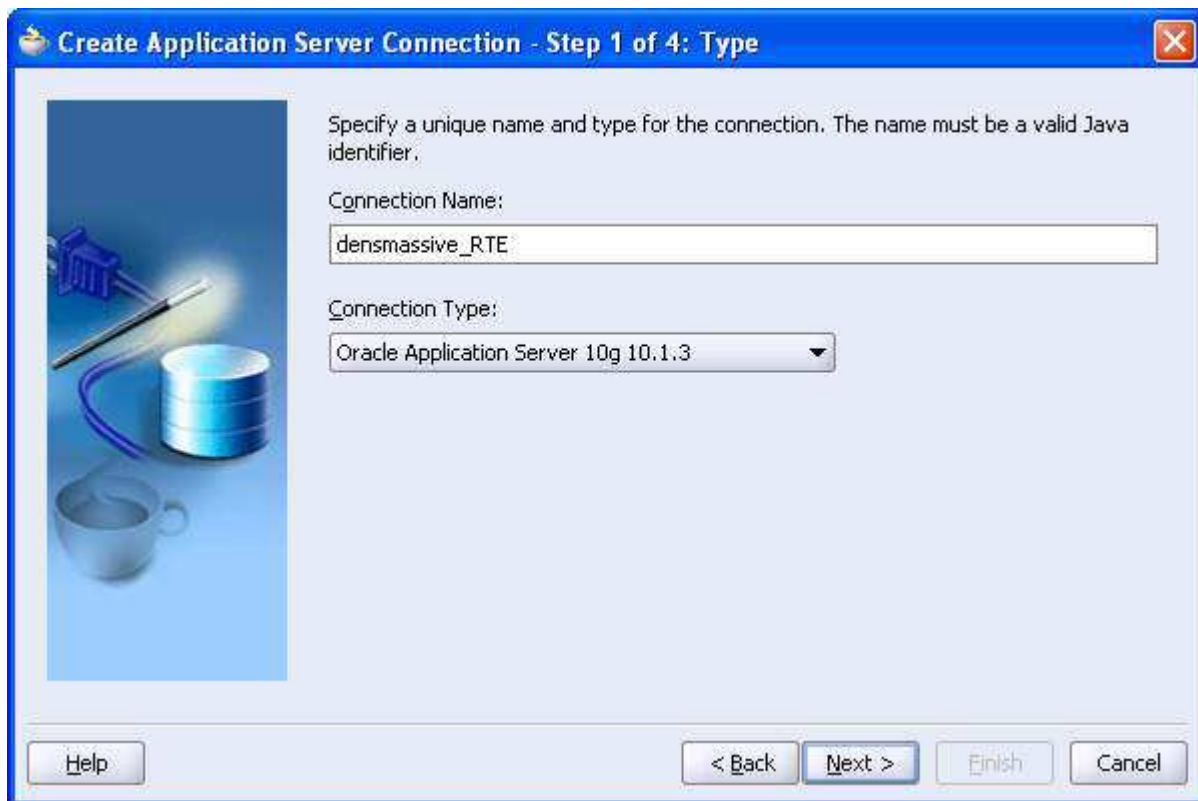 Create Application Server Connection - Step 1 of 4: Type
Specify a unique name and type for the connection. The name must be a valid Java
identifier.
Connection Name:
densmassive_RTE
Connection Type:
Oracle Application Server 10g 10.1.3
Help
< Back
Next >
Finish
Cancel